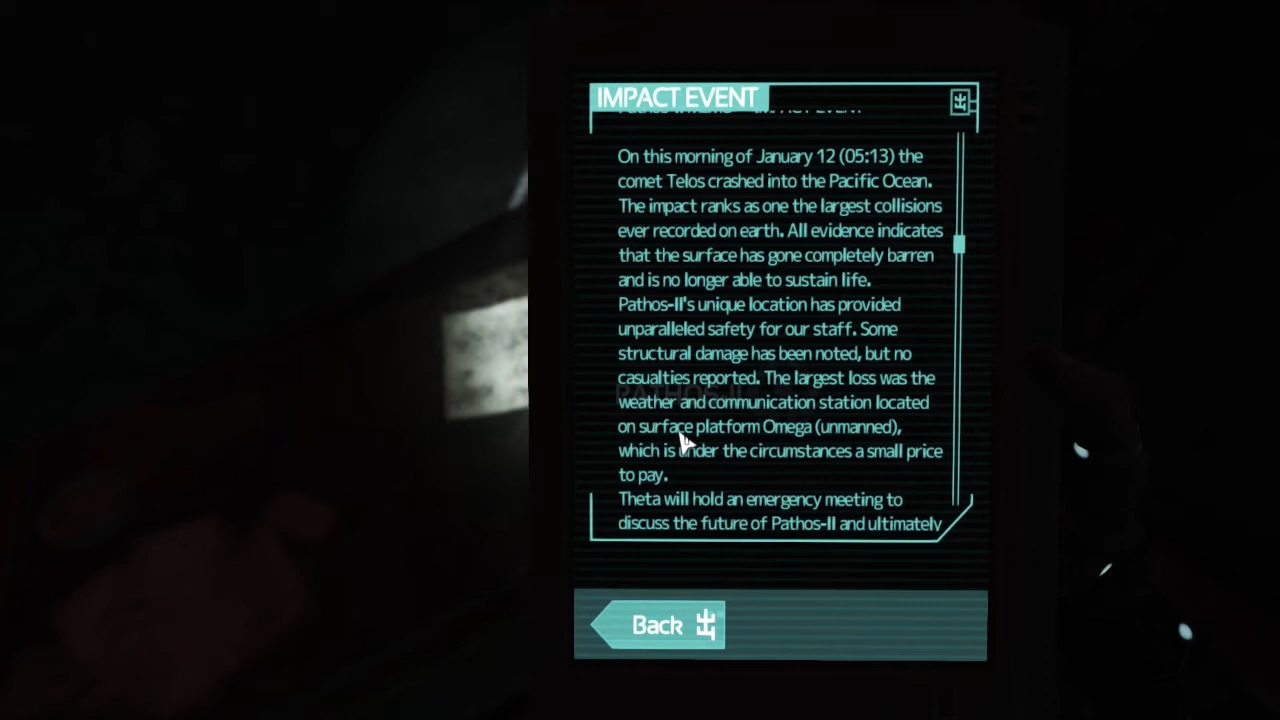 IMPACT EVENT
On this morning of January 12 (05:13) the
comet Telos crashed into the Pacific Ocean.
The impact ranks as one the largest collisions
ever recorded on earth. All evidence indicates
that the surface has gone completely barren
and is no longer able to sustain life.
Pathos-II's unique location has provided
unparalleled safety for our staff. Some
structural damage has been noted, but no
casualties reported. The largest loss was the
weather and communication station located
on surface platform Omega (unmanned),
which is under the circumstances a small price
to pay.
Theta will hold an emergency meeting to
discuss the future of Pathos-II and ultimately
Back